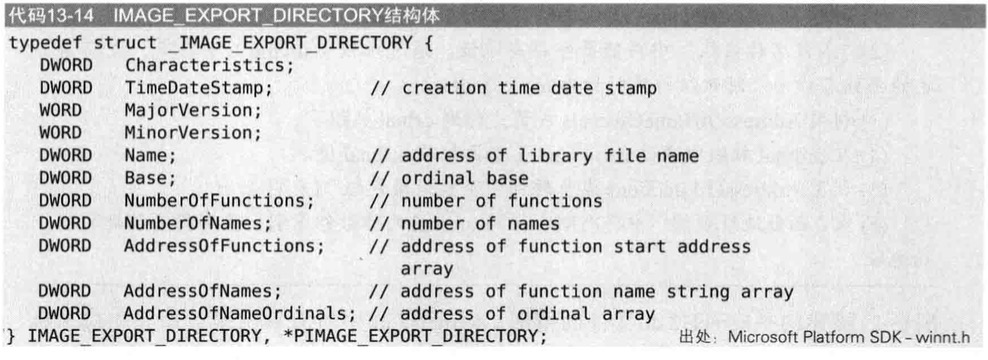 代码13-14 IMAGE_EXPORT_DIRECTORY结构体
typedef struct _IMAGE_EXPORT_DIRECTORY {
DWORD Characteristics;
DWORD TimeDateStamp; // creation time date stamp
WORD MajorVersion;
WORD MinorVersion;
DWORD Name; // address of library file name
DWORD Base; // ordinal base
DWORD NumberOfFunctions; // number of functions
DWORD NumberOfNames; // number of names
DWORD AddressOfFunctions; // address of function start address
array
DWORD AddressOfNames; // address of function name string array
DWORD AddressOfNameOrdinals; // address of ordinal array
} IMAGE_EXPORT_DIRECTORY, *PIMAGE_EXPORT_DIRECTORY; 出处：Microsoft Platform SDK – winnt.h